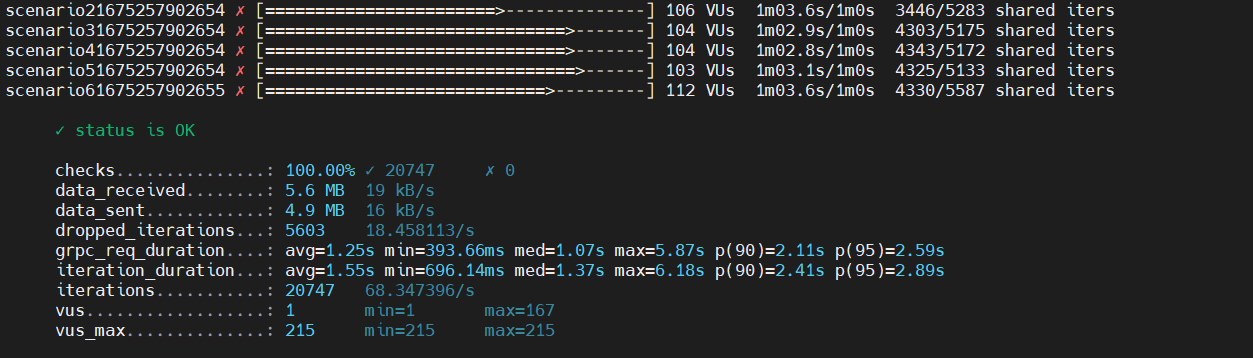 scenario21675257902654 ✗ [=======================>--------------] 106 VUs  1m03.6s/1m0s  3446/5283 shared iters
scenario31675257902654 ✗ [==============================>-------] 104 VUs  1m02.9s/1m0s  4303/5175 shared iters
scenario41675257902654 ✗ [==============================>-------] 104 VUs  1m02.8s/1m0s  4343/5172 shared iters
scenario51675257902654 ✗ [===============================>------] 103 VUs  1m03.1s/1m0s  4325/5133 shared iters
scenario61675257902655 ✗ [============================>---------] 112 VUs  1m03.6s/1m0s  4330/5587 shared iters
✓ status is OK
checks...............: 100.00% ✓ 20747     ✗ 0
data_received........: 5.6 MB  19 kB/s
data_sent............: 4.9 MB  16 kB/s
dropped_iterations...: 5603    18.458113/s
grpc_req_duration....: avg=1.25s min=393.66ms med=1.07s max=5.87s p(90)=2.11s p(95)=2.59s
iteration_duration...: avg=1.55s min=696.14ms med=1.37s max=6.18s p(90)=2.41s p(95)=2.89s
iterations...........: 20747   68.347396/s
vus..................: 1       min=1       max=167
vus_max..............: 215     min=215     max=215